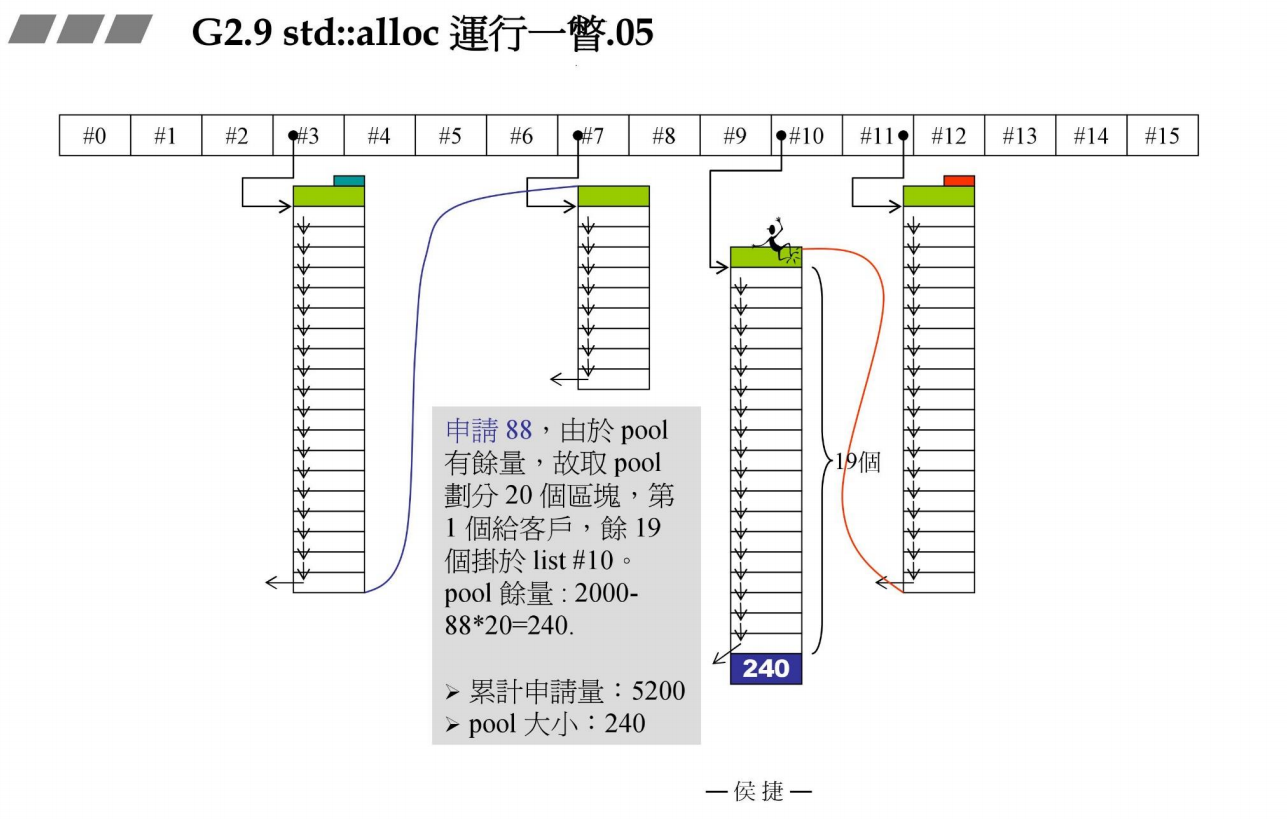 G2.9 std::alloc 運行一瞥.05
#0 #1 #2 #3 #4 #5 #6 #7 #8 #9 #10 #11 #12 #13 #14 #15
申請 88，由於 pool
有餘量，故取 pool
劃分 20 個區塊，第
1 個給客戶，餘 19
個掛於 list #10。
pool 餘量 : 2000-
88*20=240.
➢ 累計申請量：5200
➢ pool 大小：240
19個
240
— 侯捷 —